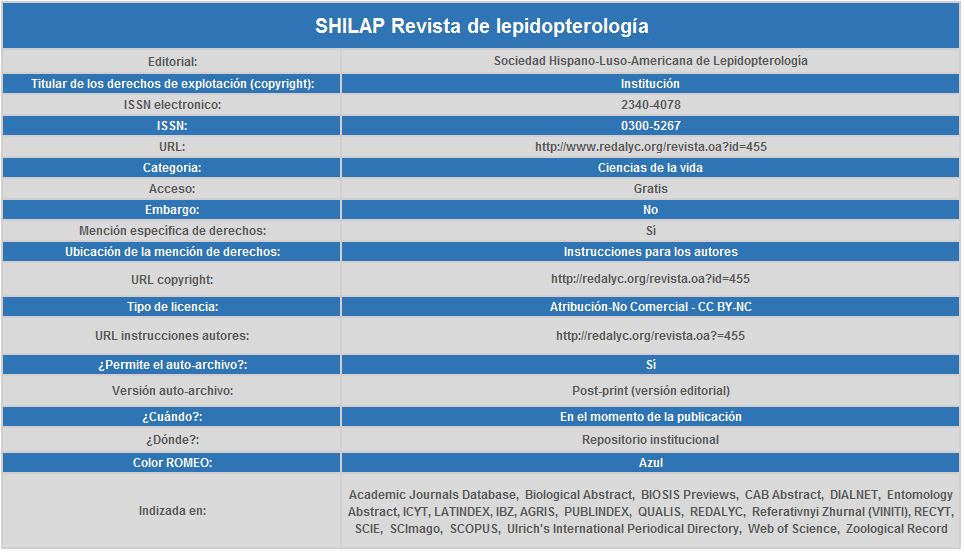 SHILAP Revista de lepidopterología
Editorial: Sociedad Hispano-Luso-Americana de Lepidopterología
Titular de los derechos de explotación (copyright): Institución
ISSN electronico: 2340-4078
ISSN: 0300-5267
URL: http://www.redalyc.org/revista.oa?id=455
Categoria: Ciencias de la vida
Acceso: Gratis
Embargo: No
Mención específica de derechos: Sí
Ubicación de la mención de derechos: Instrucciones para los autores
URL copyright: http://redalyc.org/revista.oa?id=455
Tipo de licencia: Atribución-No Comercial - CC BY-NC
URL instrucciones autores: http://redalyc.org/revista.oa?=455
¿Permite el auto-archivo?: Sí
Versión auto-archivo: Post-print (versión editorial)
¿Cuándo?: En el momento de la publicación
¿Dónde?: Repositorio institucional
Color ROMEO: Azul
Indizada en: Academic Journals Database, Biological Abstract, BIOSIS Previews, CAB Abstract, DIALNET, Entomology
Abstract, ICYT, LATINDEX, IBZ, AGRIS, PUBLINDEX, QUALIS, REDALYC, Referativnyi Zhurnal (VINITI), RECYT,
SCIE, SCImago, SCOPUS, Ulrich's International Periodical Directory, Web of Science, Zoological Record